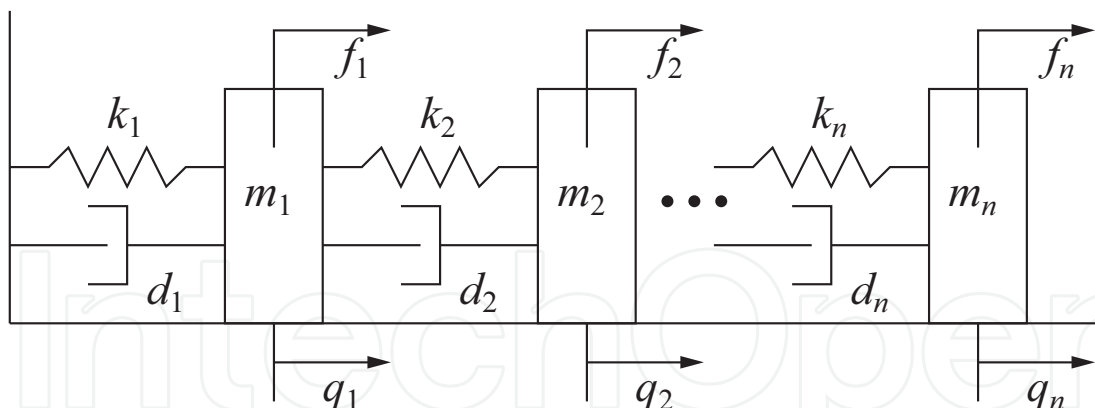 f₁ f₂ fₙ
k₁ k₂ kₙ
m₁ m₂ • • • mₙ
d₁ d₂ dₙ
IntechOpen
q₁ q₂ qₙ